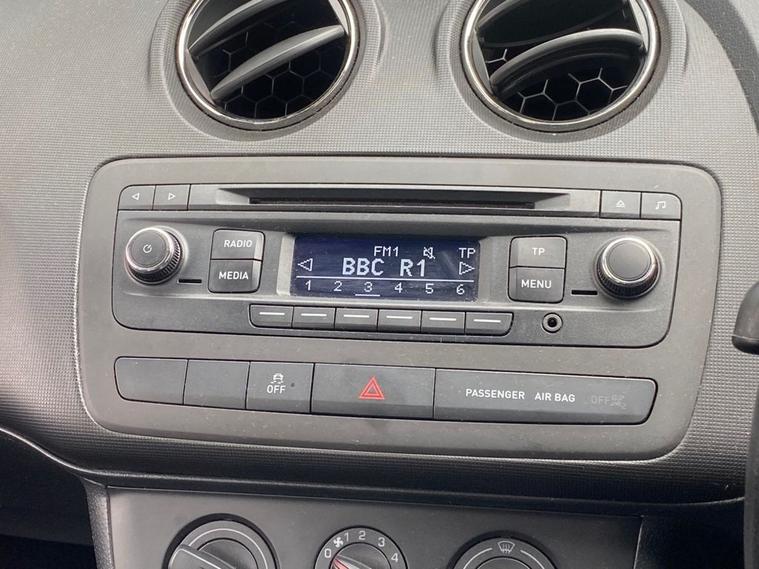 RADIO
MEDIA
FM1 TP
BBC R1
1 2 3 4 5 6
TP
MENU
OFF
PASSENGER AIR BAG OFF
0 1 2 3 4